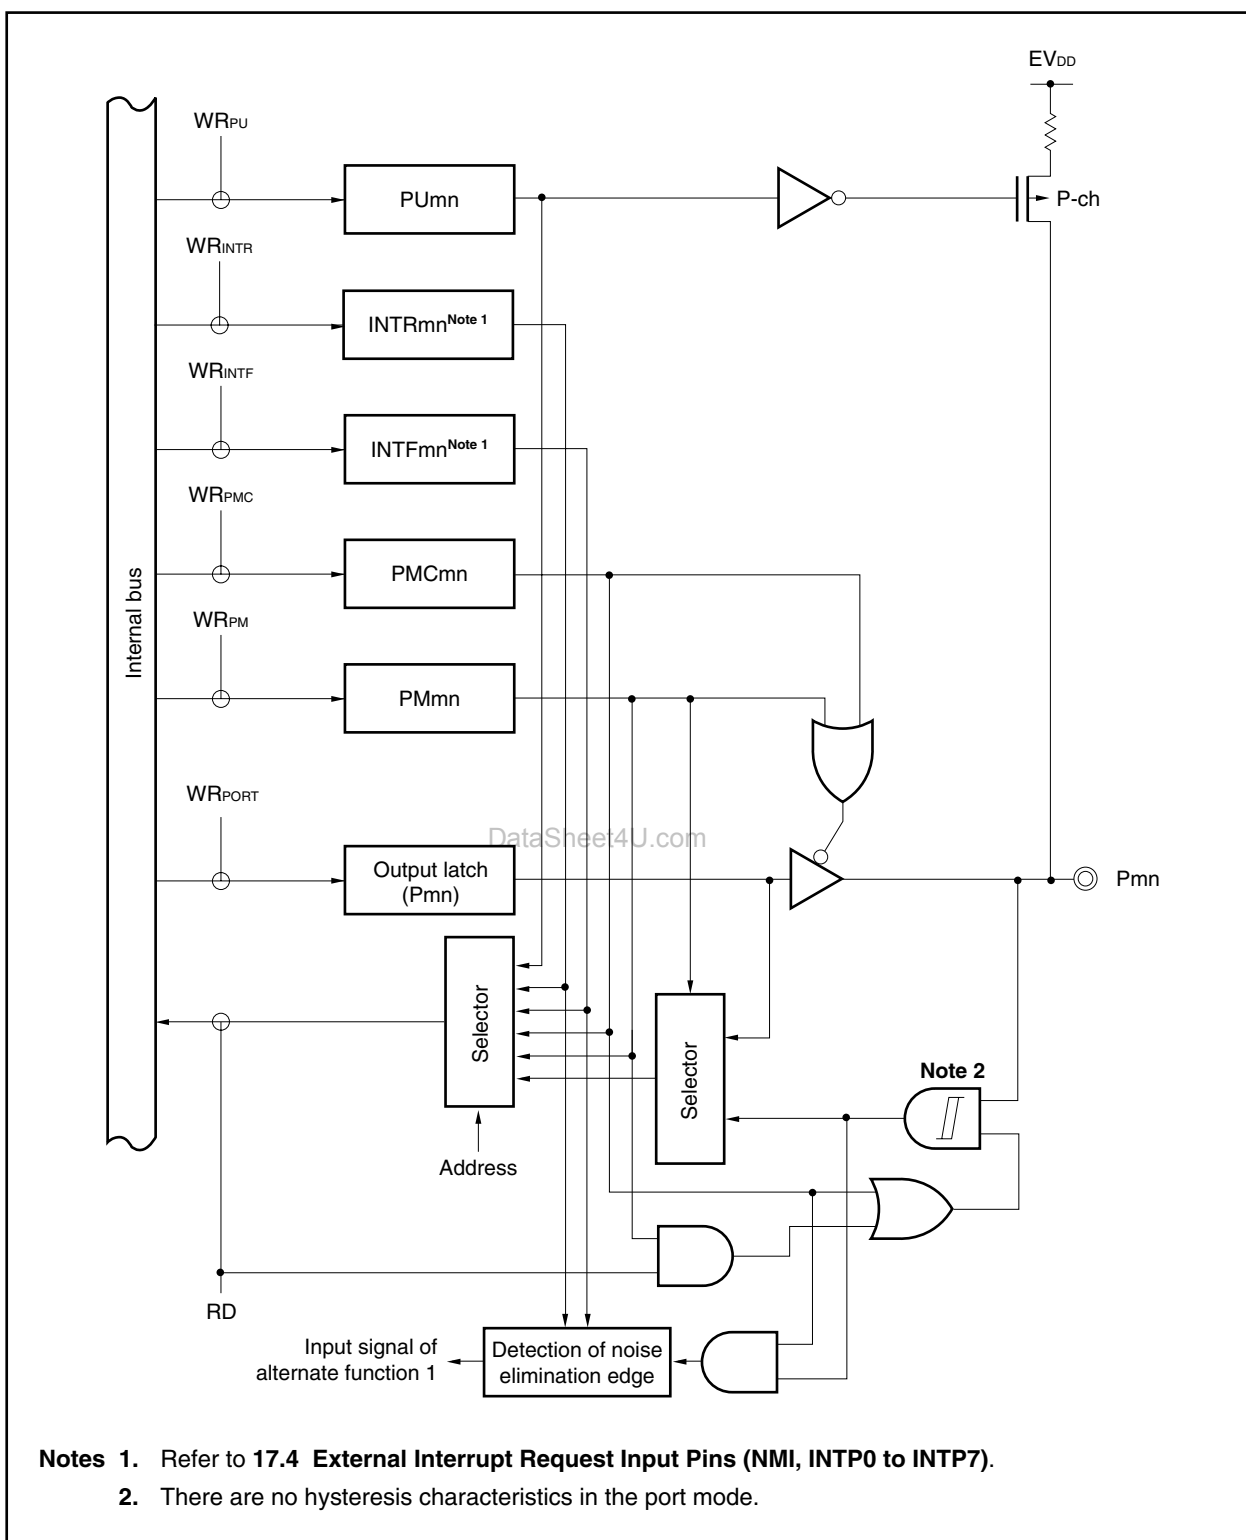 EVDD
WRPU
PUmn
P-ch
WRINTR
INTRmnNote 1
WRINTF
INTFmnNote 1
WRPMC
PMCmn
Internal bus
WRPM
PMmn
WRPORT
DataSheet4U.com
Output latch
(Pmn)
Pmn
Selector
Selector
Note 2
Address
RD
Input signal of
alternate function 1
Detection of noise
elimination edge
Notes 1. Refer to 17.4 External Interrupt Request Input Pins (NMI, INTP0 to INTP7).
2. There are no hysteresis characteristics in the port mode.